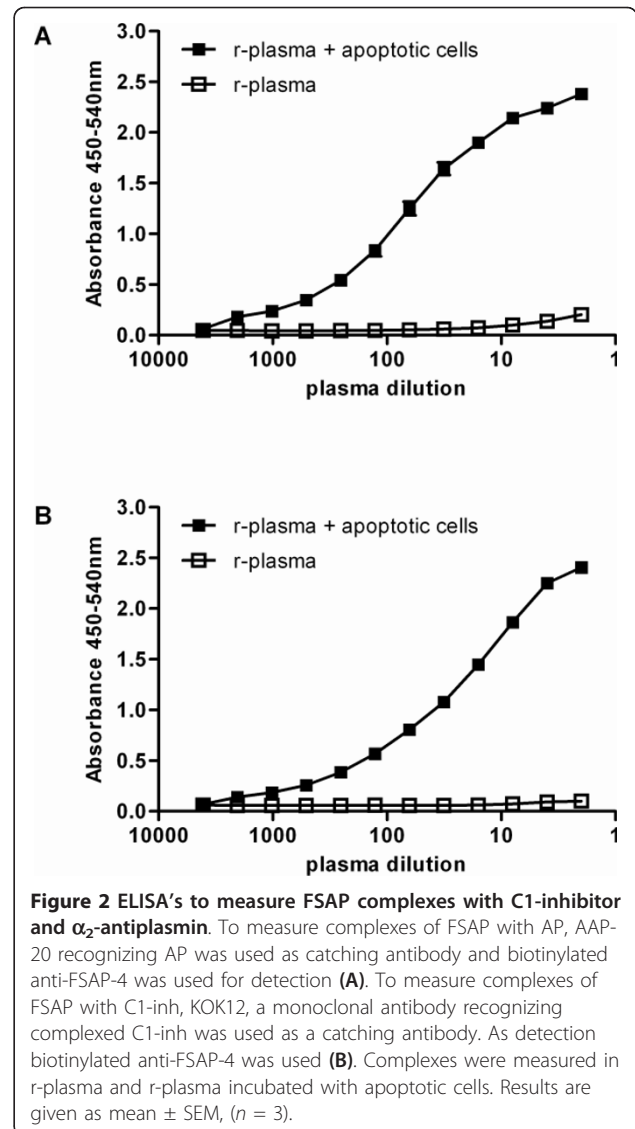 A
3.0
r-plasma + apoptotic cells
r-plasma
2.5
2.0
1.5
1.0
0.5
0.0
Absorbance 450-540nm
10000 1000 100 10 1
plasma dilution
B
3.0
r-plasma + apoptotic cells
r-plasma
2.5
2.0
1.5
1.0
0.5
0.0
Absorbance 450-540nm
10000 1000 100 10 1
plasma dilution
Figure 2 ELISA's to measure FSAP complexes with C1-inhibitor
and α₂-antiplasmin. To measure complexes of FSAP with AP, AAP-
20 recognizing AP was used as catching antibody and biotinylated
anti-FSAP-4 was used for detection (A). To measure complexes of
FSAP with C1-inh, KOK12, a monoclonal antibody recognizing
complexed C1-inh was used as a catching antibody. As detection
biotinylated anti-FSAP-4 was used (B). Complexes were measured in
r-plasma and r-plasma incubated with apoptotic cells. Results are
given as mean ± SEM, (n = 3).